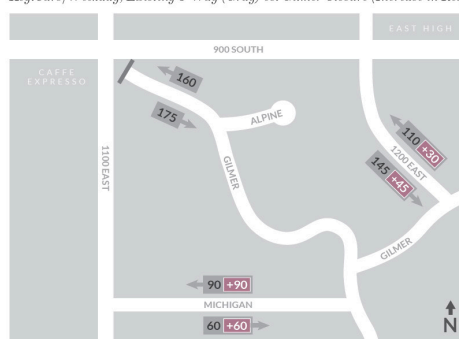 EAST HIGH
900 SOUTH
CAFFE
EXPRESSO
160
175
ALPINE
110 +30
1200 EAST
145 +45
1100 EAST
GILMER
GILMER
90 +90
MICHIGAN
60 +60
N